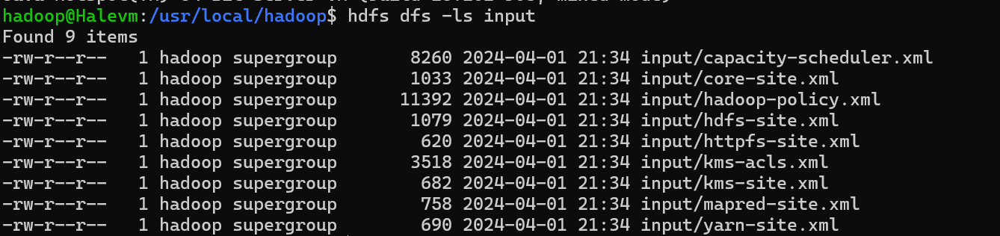 hadoop@Halevm:/usr/local/hadoop$ hdfs dfs -ls input
Found 9 items
-rw-r--r--   1 hadoop supergroup       8260 2024-04-01 21:34 input/capacity-scheduler.xml
-rw-r--r--   1 hadoop supergroup       1033 2024-04-01 21:34 input/core-site.xml
-rw-r--r--   1 hadoop supergroup      11392 2024-04-01 21:34 input/hadoop-policy.xml
-rw-r--r--   1 hadoop supergroup       1079 2024-04-01 21:34 input/hdfs-site.xml
-rw-r--r--   1 hadoop supergroup        620 2024-04-01 21:34 input/httpfs-site.xml
-rw-r--r--   1 hadoop supergroup       3518 2024-04-01 21:34 input/kms-acls.xml
-rw-r--r--   1 hadoop supergroup        682 2024-04-01 21:34 input/kms-site.xml
-rw-r--r--   1 hadoop supergroup        758 2024-04-01 21:34 input/mapred-site.xml
-rw-r--r--   1 hadoop supergroup        690 2024-04-01 21:34 input/yarn-site.xml